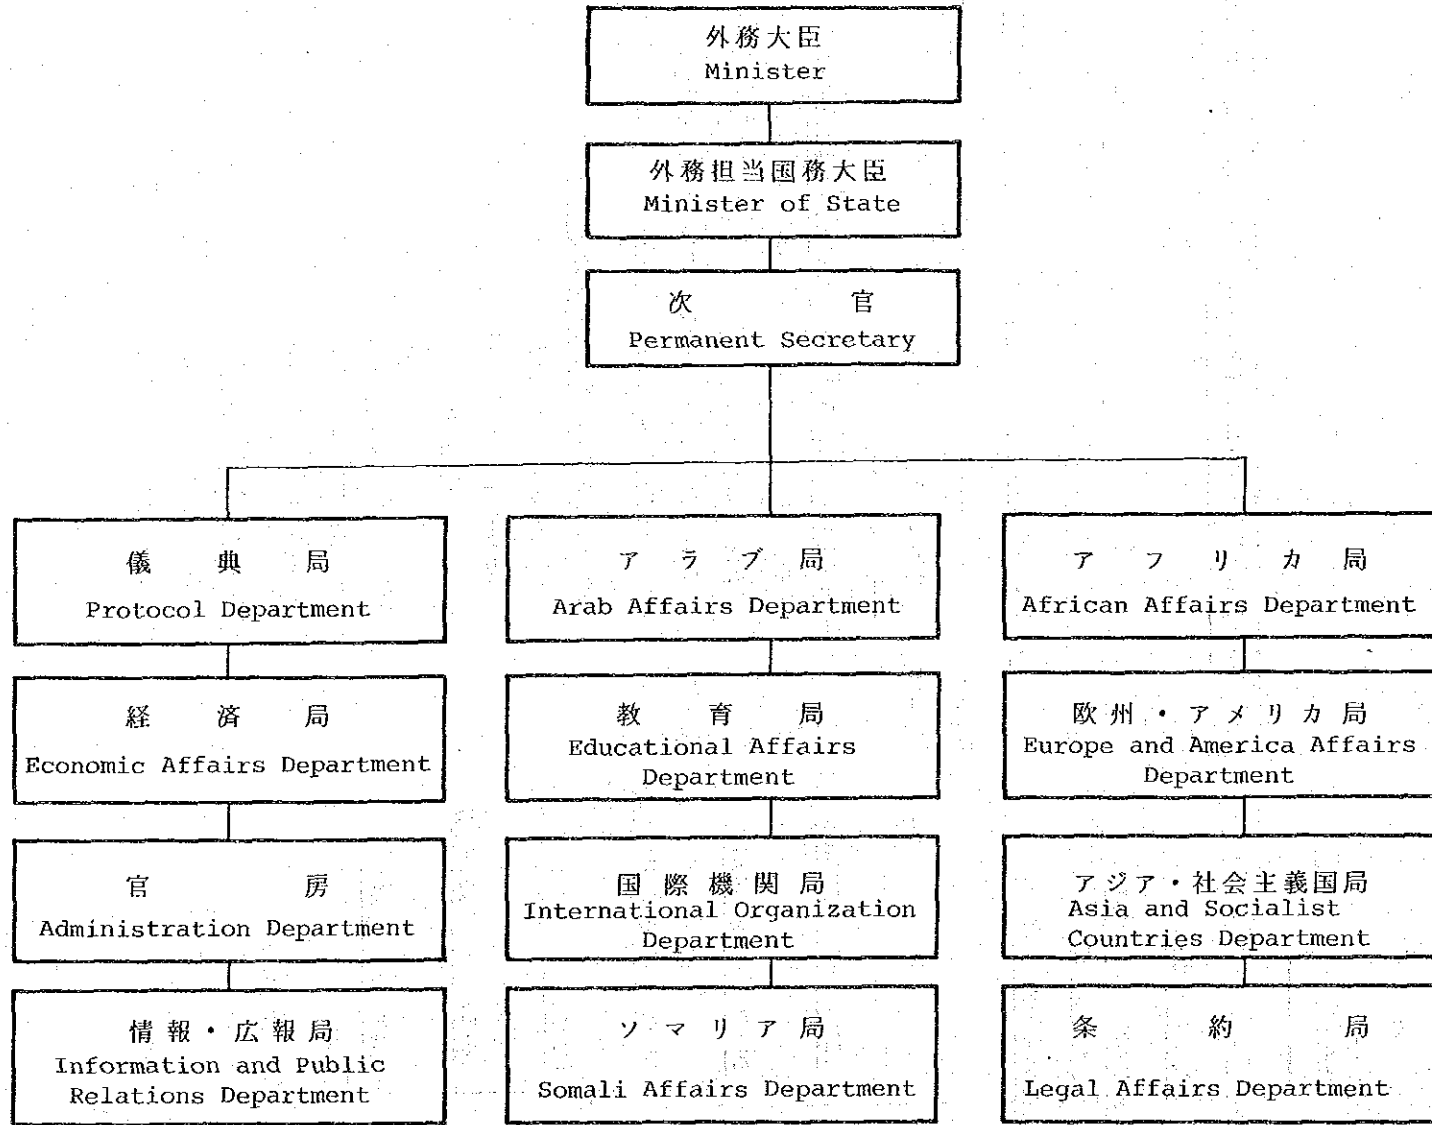 外務大臣
Minister
外務担当国務大臣
Minister of State
次官
Permanent Secretary
儀典局
Protocol Department
アラブ局
Arab Affairs Department
アフリカ局
African Affairs Department
経済局
Economic Affairs Department
教育局
Educational Affairs
Department
欧州・アメリカ局
Europe and America Affairs
Department
官房
Administration Department
国際機関局
International Organization
Department
アジア・社会主義国局
Asia and Socialist
Countries Department
情報・広報局
Information and Public
Relations Department
ソマリア局
Somali Affairs Department
条約局
Legal Affairs Department